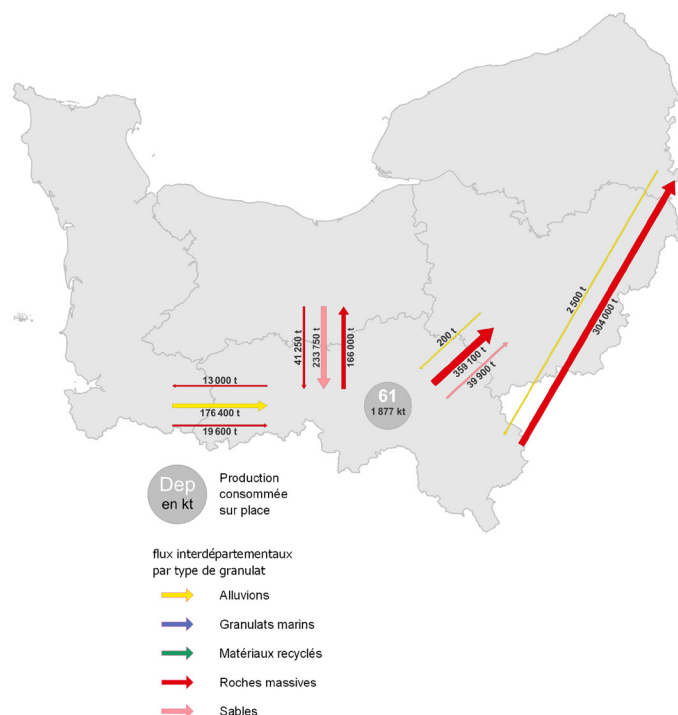 2 500 t
304 000 t
200 t
359 100 t
39 900 t
41 250 t
233 750 t
166 000 t
13 000 t
176 400 t
19 600 t
61
1 877 kt
Dep
en kt
Production
consommée
sur place
flux interdépartementaux
par type de granulat
Alluvions
Granulats marins
Matériaux recyclés
Roches massives
Sables